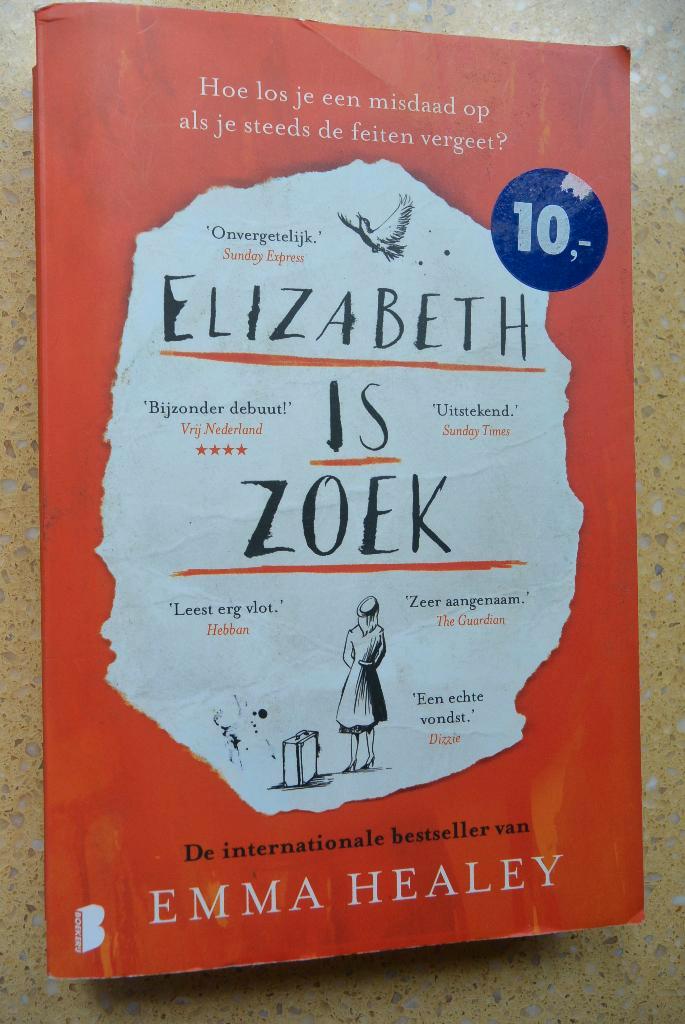 Hoe los je een misdaad op
als je steeds de feiten vergeet?
10,-
'Onvergetelijk.'
Sunday Express
ELIZABETH
'Bijzonder debuut!'
Vrij Nederland
★★★★
IS
'Uitstekend.'
Sunday Times
ZOEK
'Leest erg vlot.'
Hebban
'Zeer aangenaam.'
The Guardian
'Een echte
vondst.'
Dizzie
De internationale bestseller van
EMMA HEALEY
B
BOEKERIJ